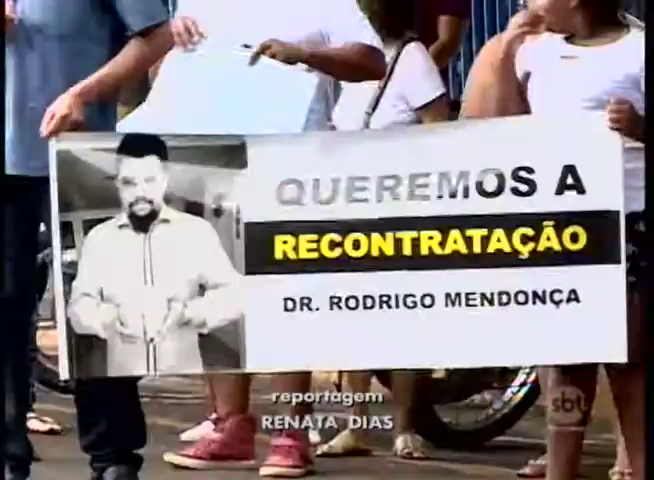 QUEREMOS A
RECONTRATAÇÃO
DR. RODRIGO MENDONÇA
reportagem
RENATA DIAS
sbt